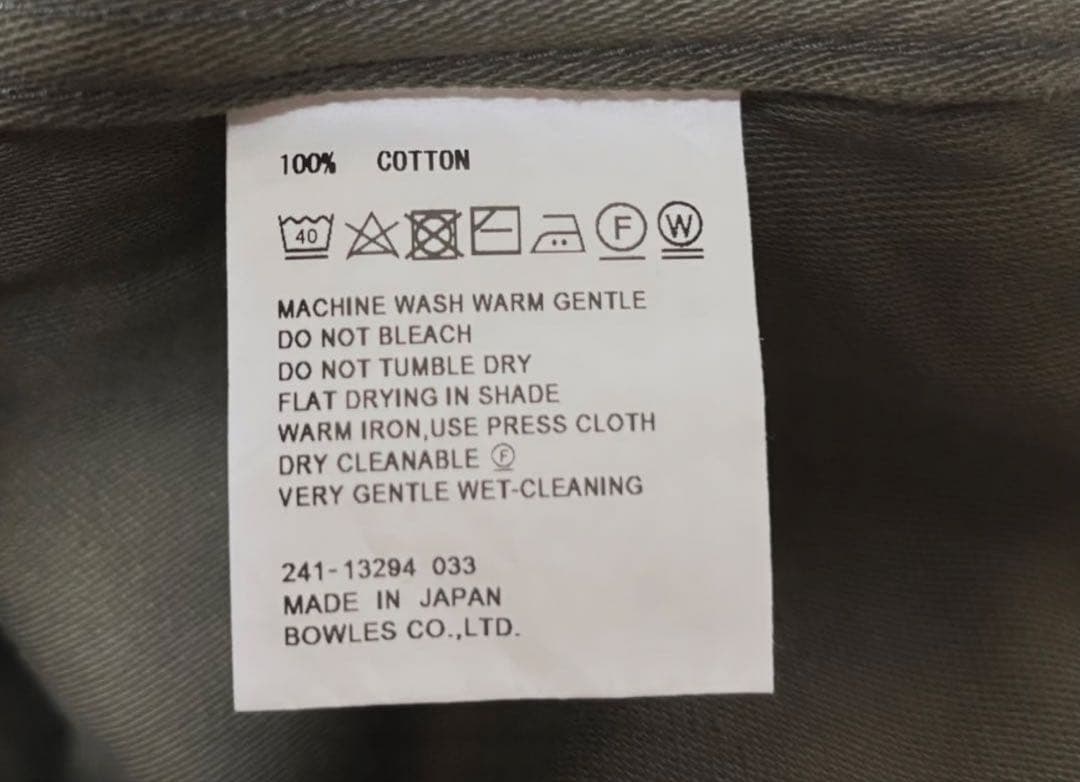 100% COTTON
40 F W
MACHINE WASH WARM GENTLE
DO NOT BLEACH
DO NOT TUMBLE DRY
FLAT DRYING IN SHADE
WARM IRON,USE PRESS CLOTH
DRY CLEANABLE Ⓕ
VERY GENTLE WET-CLEANING
241-13294 033
MADE IN JAPAN
BOWLES CO.,LTD.